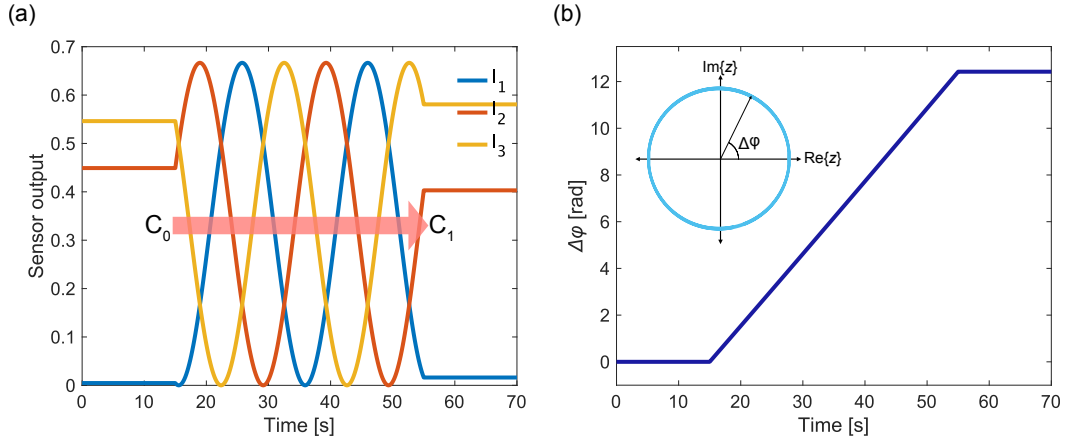 (a)
0.7
0.6
0.5
0.4
0.3
0.2
0.1
0
Sensor output
I1
I2
I3
C0
C1
0 10 20 30 40 50 60 70
Time [s]
(b)
12
10
8
6
4
2
0
Δφ [rad]
Im{z}
Δφ
Re{z}
0 10 20 30 40 50 60 70
Time [s]